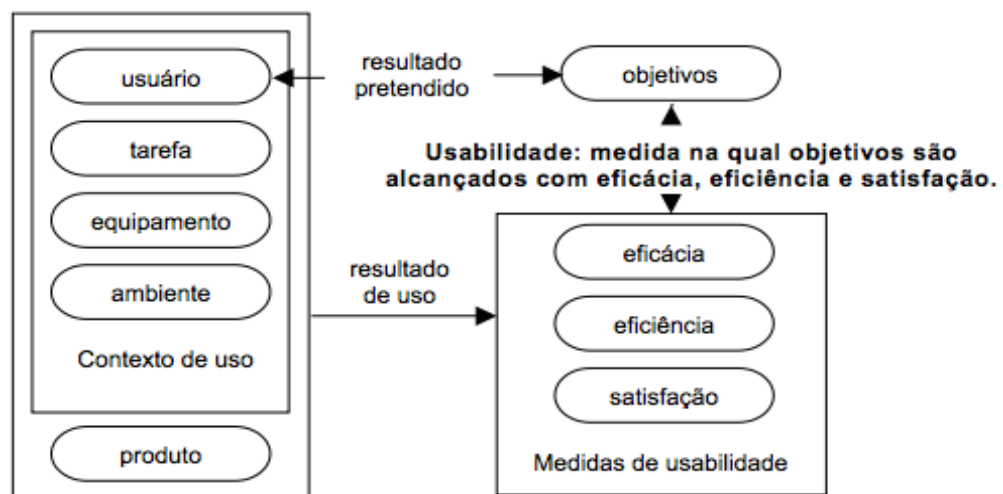 usuário
tarefa
equipamento
ambiente
Contexto de uso
produto
resultado
pretendido
objetivos
Usabilidade: medida na qual objetivos são
alcançados com eficácia, eficiência e satisfação.
resultado
de uso
eficácia
eficiência
satisfação
Medidas de usabilidade